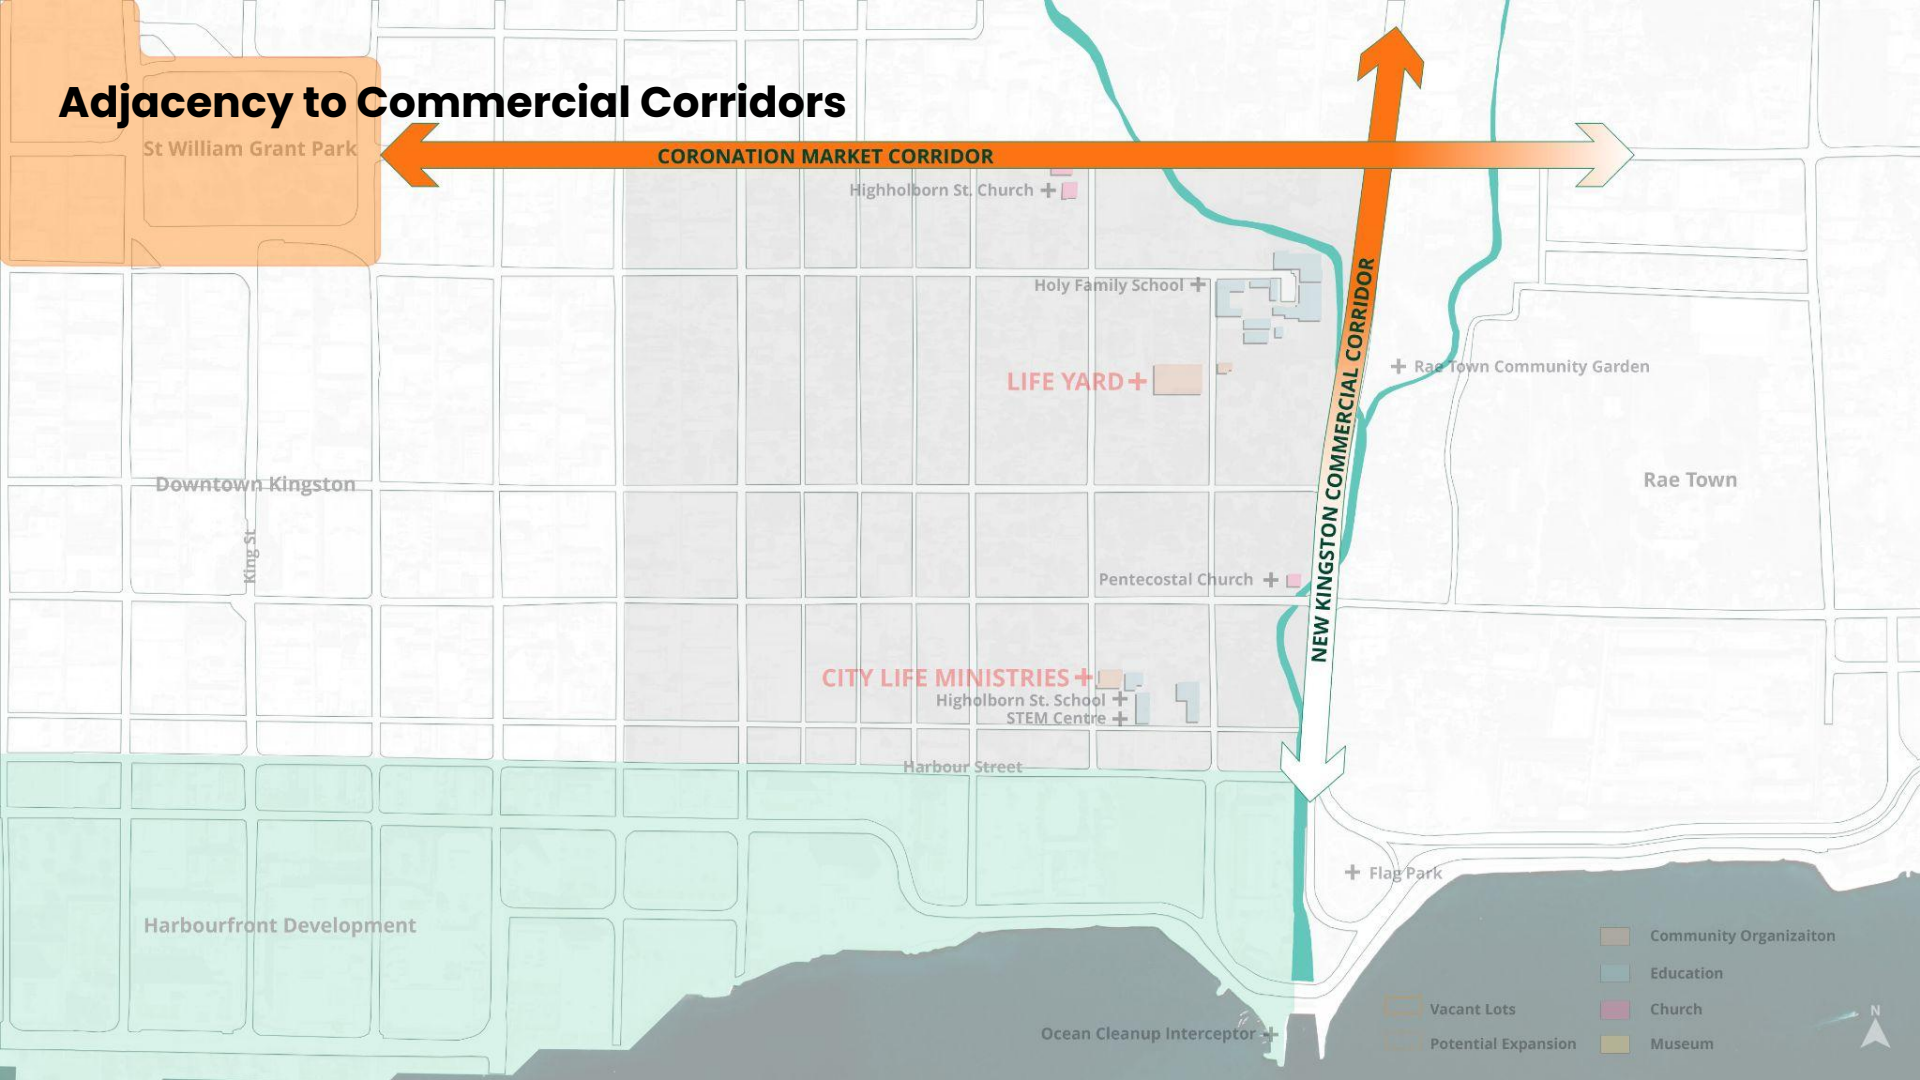 Adjacency to Commercial Corridors
St William Grant Park
CORONATION MARKET CORRIDOR
Highholborn St. Church
Holy Family School
NEW KINGSTON COMMERCIAL CORRIDOR
LIFE YARD
Rae Town Community Garden
Downtown Kingston
Rae Town
King St
Pentecostal Church
CITY LIFE MINISTRIES
Higholborn St. School
STEM Centre
Harbour Street
Flag Park
Harbourfront Development
Community Organizaiton
Education
Vacant Lots
Church
Ocean Cleanup Interceptor
Potential Expansion
Museum
N